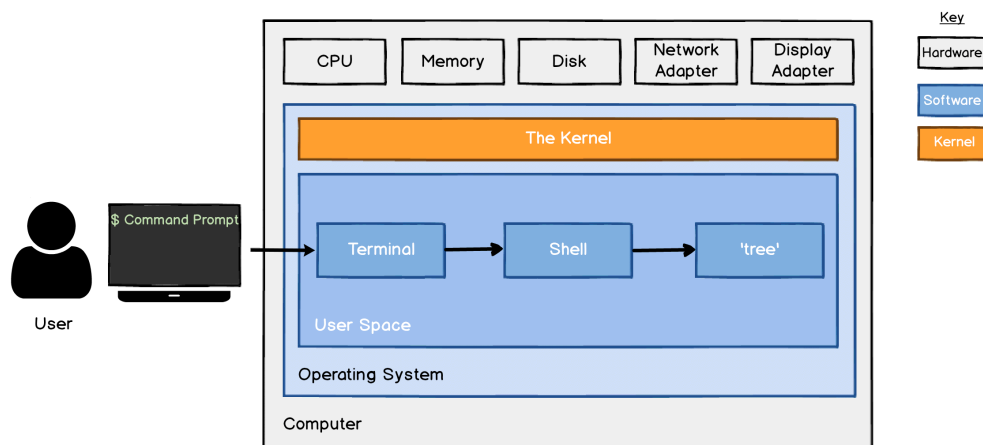 Key
Hardware
Software
Kernel
CPU
Memory
Disk
Network
Adapter
Display
Adapter
The Kernel
$ Command Prompt
Terminal
Shell
'tree'
User Space
User
Operating System
Computer